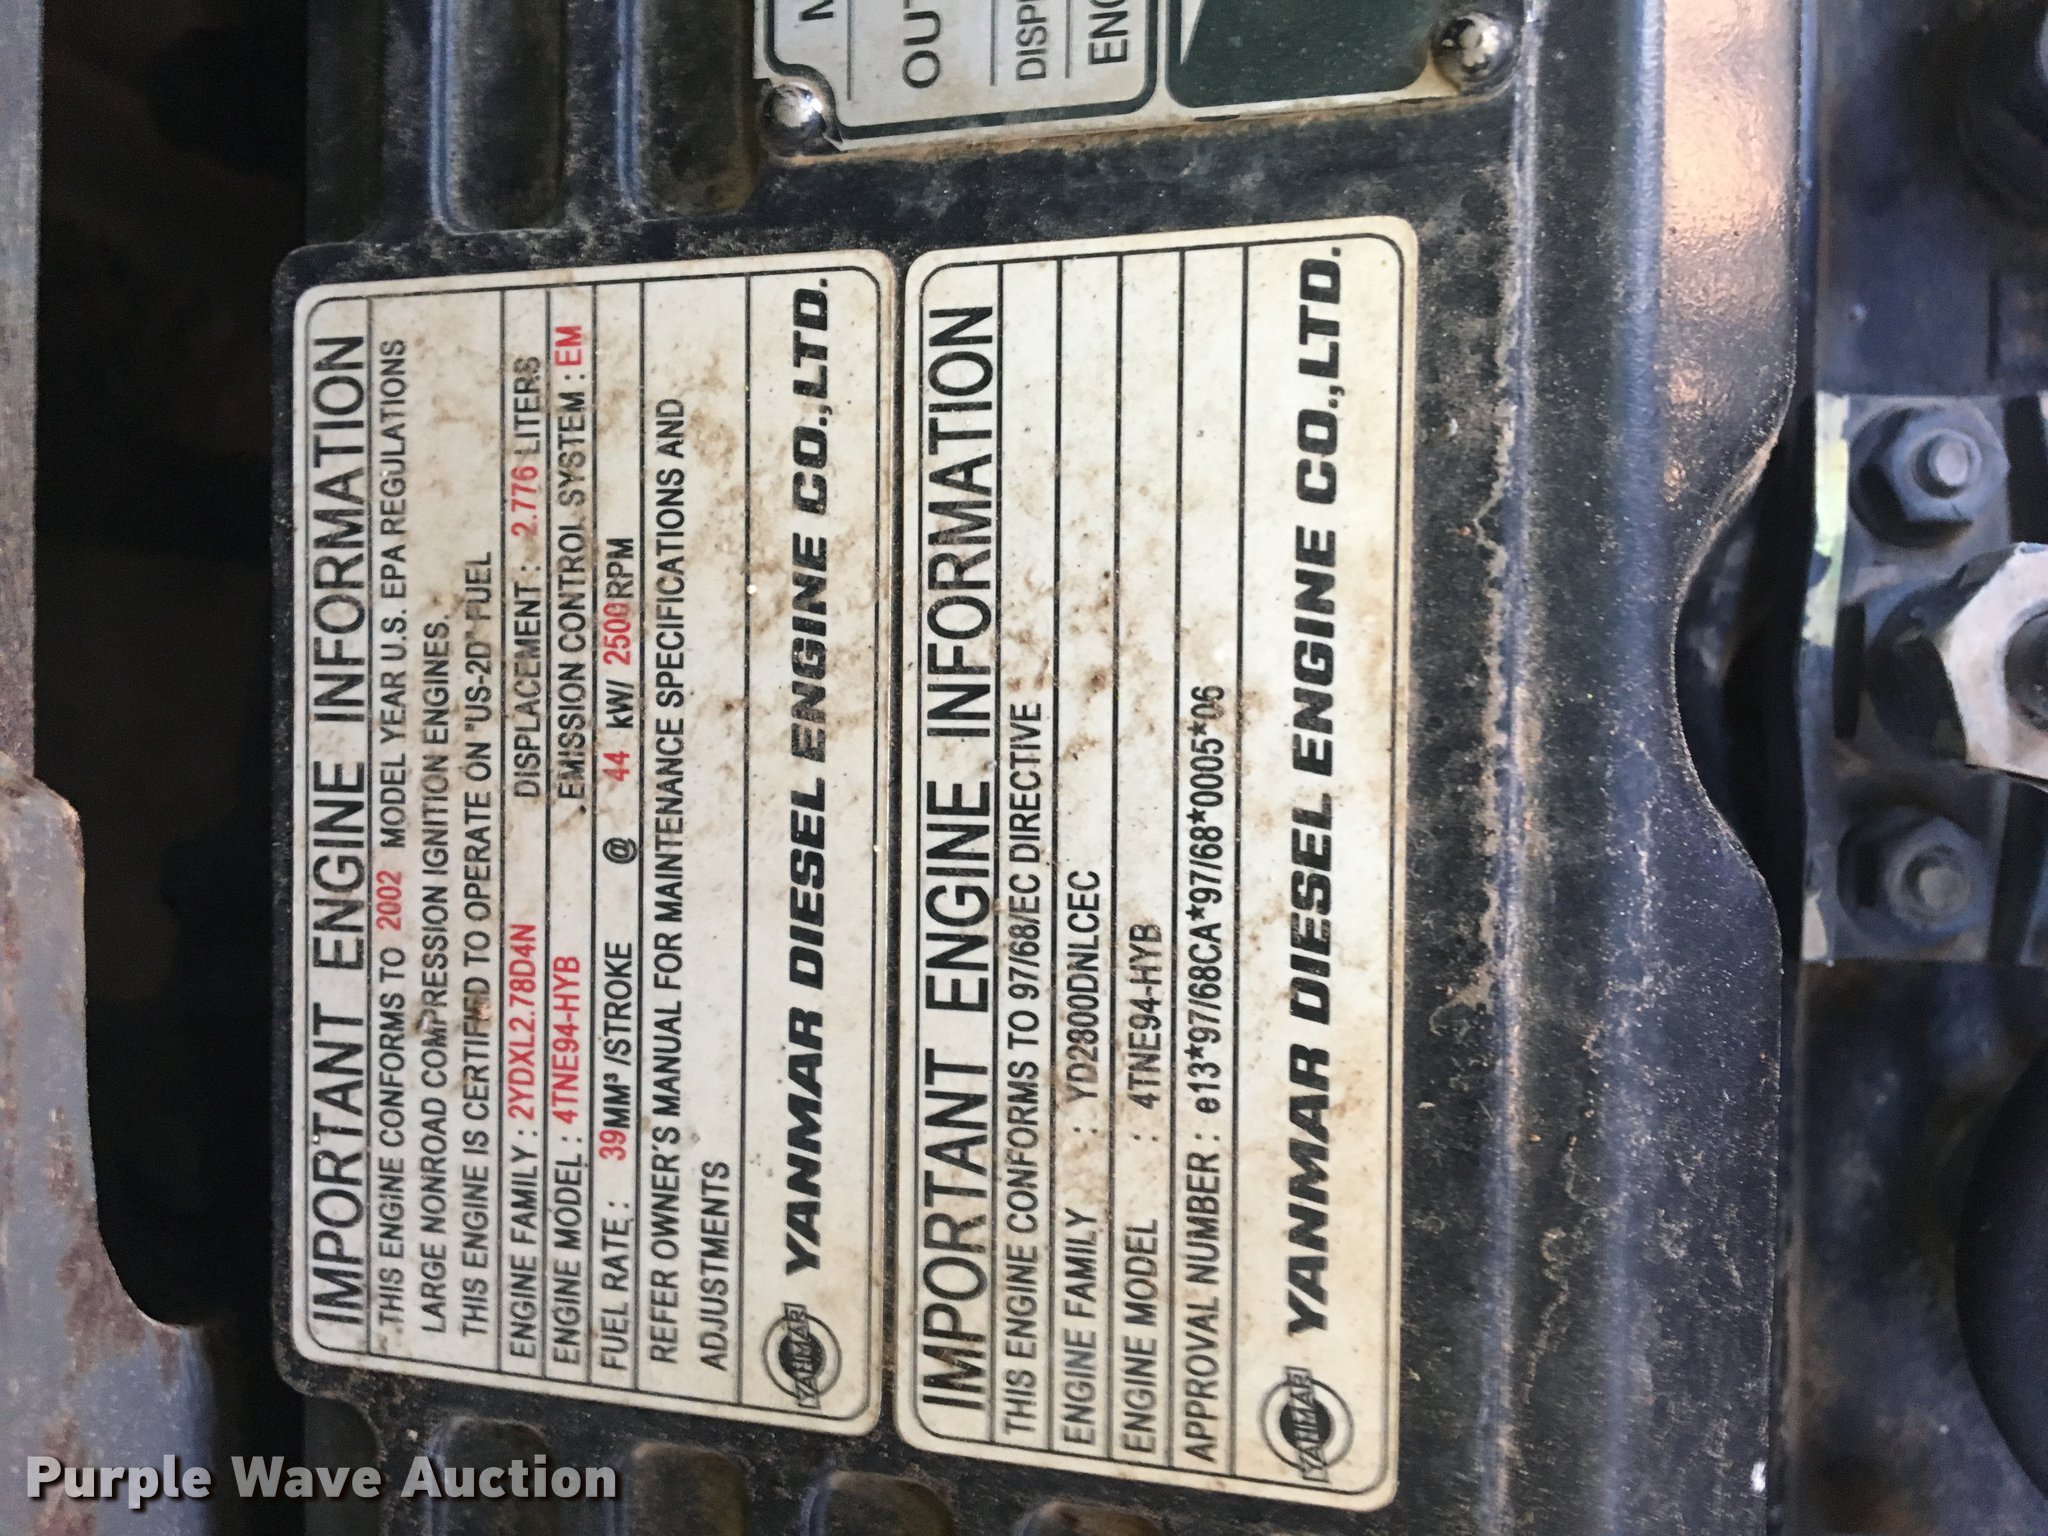 IMPORTANT ENGINE INFORMATION
THIS ENGINE CONFORMS TO 2002 MODEL YEAR U.S. EPA REGULATIONS
LARGE NONROAD COMPRESSION IGNITION ENGINES.
THIS ENGINE IS CERTIFIED TO OPERATE ON "US-2D" FUEL
ENGINE FAMILY : 2YDXL2.78D4N DISPLACEMENT : 2.776 LITERS
ENGINE MODEL : 4TNE94-HYB EMISSION CONTROL SYSTEM : EM
FUEL RATE : 39MM³ /STROKE @ 44 kW/ 2500RPM
REFER OWNER'S MANUAL FOR MAINTENANCE SPECIFICATIONS AND
ADJUSTMENTS
YANMAR YANMAR DIESEL ENGINE CO.,LTD.
IMPORTANT ENGINE INFORMATION
THIS ENGINE CONFORMS TO 97/68/EC DIRECTIVE
ENGINE FAMILY : YD2800DNLCEC
ENGINE MODEL : 4TNE94-HYB
APPROVAL NUMBER : e13*97/68CA*97/68*0005*06
YANMAR YANMAR DIESEL ENGINE CO.,LTD.
OUT
DISP
ENG
Purple Wave Auction